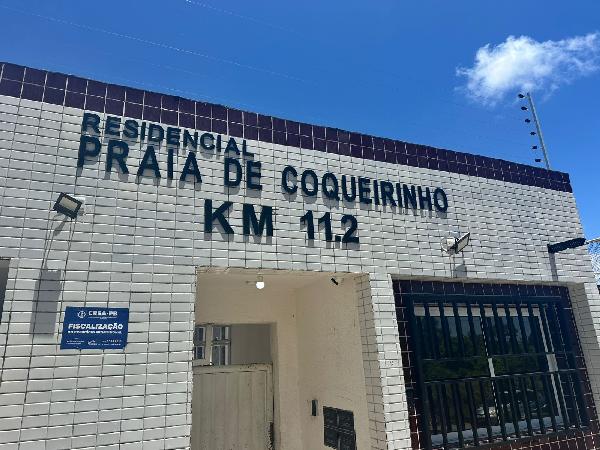 RESIDENCIAL
PRAIA DE COQUEIRINHO
KM 11.2
CREA-PB
FISCALIZAÇÃO